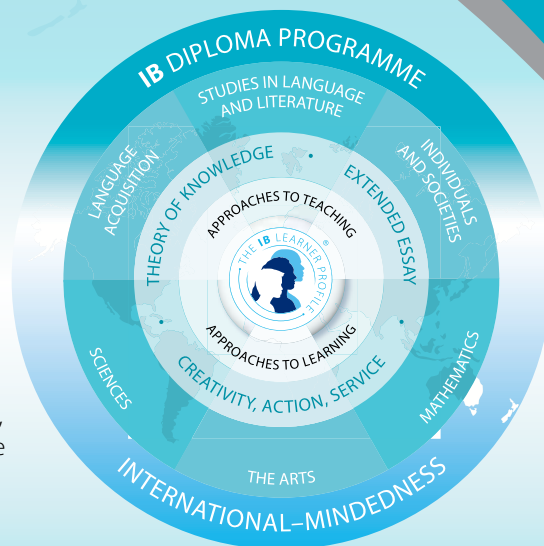 IB DIPLOMA PROGRAMME
STUDIES IN LANGUAGE
AND LITERATURE
LANGUAGE
ACQUISITION
INDIVIDUALS
AND SOCIETIES
THEORY OF KNOWLEDGE
EXTENDED ESSAY
APPROACHES TO TEACHING
THE IB LEARNER PROFILE
®
APPROACHES TO LEARNING
CREATIVITY, ACTION, SERVICE
SCIENCES
MATHEMATICS
THE ARTS
INTERNATIONAL–MINDEDNESS